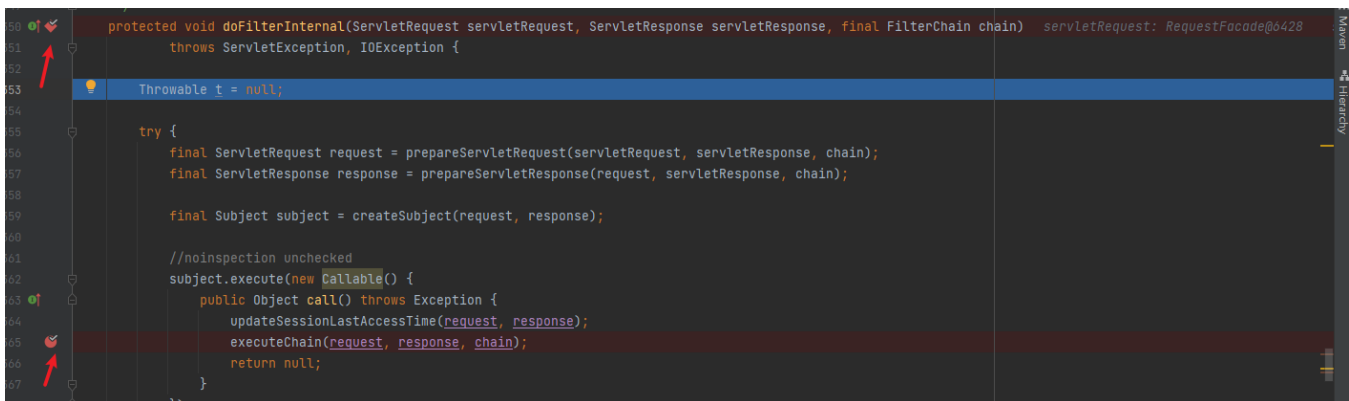 350 protected void doFilterInternal(ServletRequest servletRequest, ServletResponse servletResponse, final FilterChain chain) servletRequest: RequestFacade@6428
351 throws ServletException, IOException {
352
353 Throwable t = null;
354
355 try {
356 final ServletRequest request = prepareServletRequest(servletRequest, servletResponse, chain);
357 final ServletResponse response = prepareServletResponse(request, servletResponse, chain);
358
359 final Subject subject = createSubject(request, response);
360
361 //noinspection unchecked
362 subject.execute(new Callable() {
363 public Object call() throws Exception {
364 updateSessionLastAccessTime(request, response);
365 executeChain(request, response, chain);
366 return null;
367 }
Maven
Hierarchy